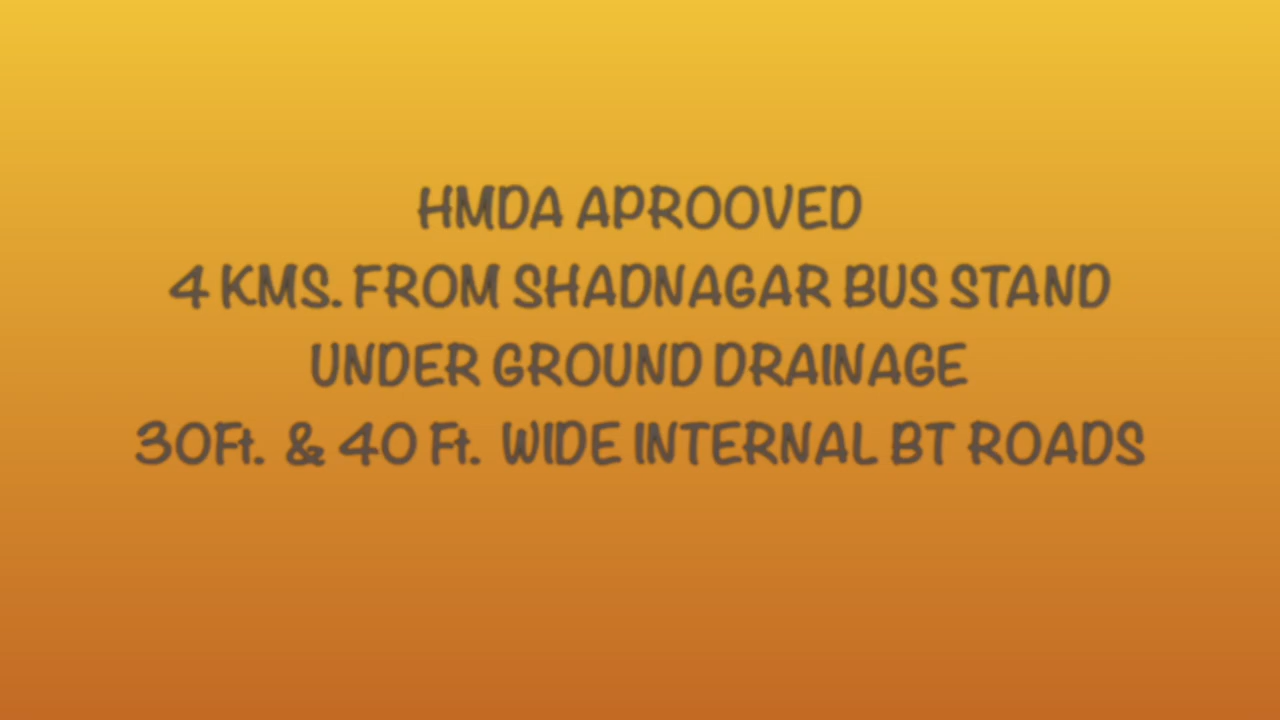 HMDA APROOVED
4 KMS. FROM SHADNAGAR BUS STAND
UNDER GROUND DRAINAGE
30Ft. & 40 Ft. WIDE INTERNAL BT ROADS